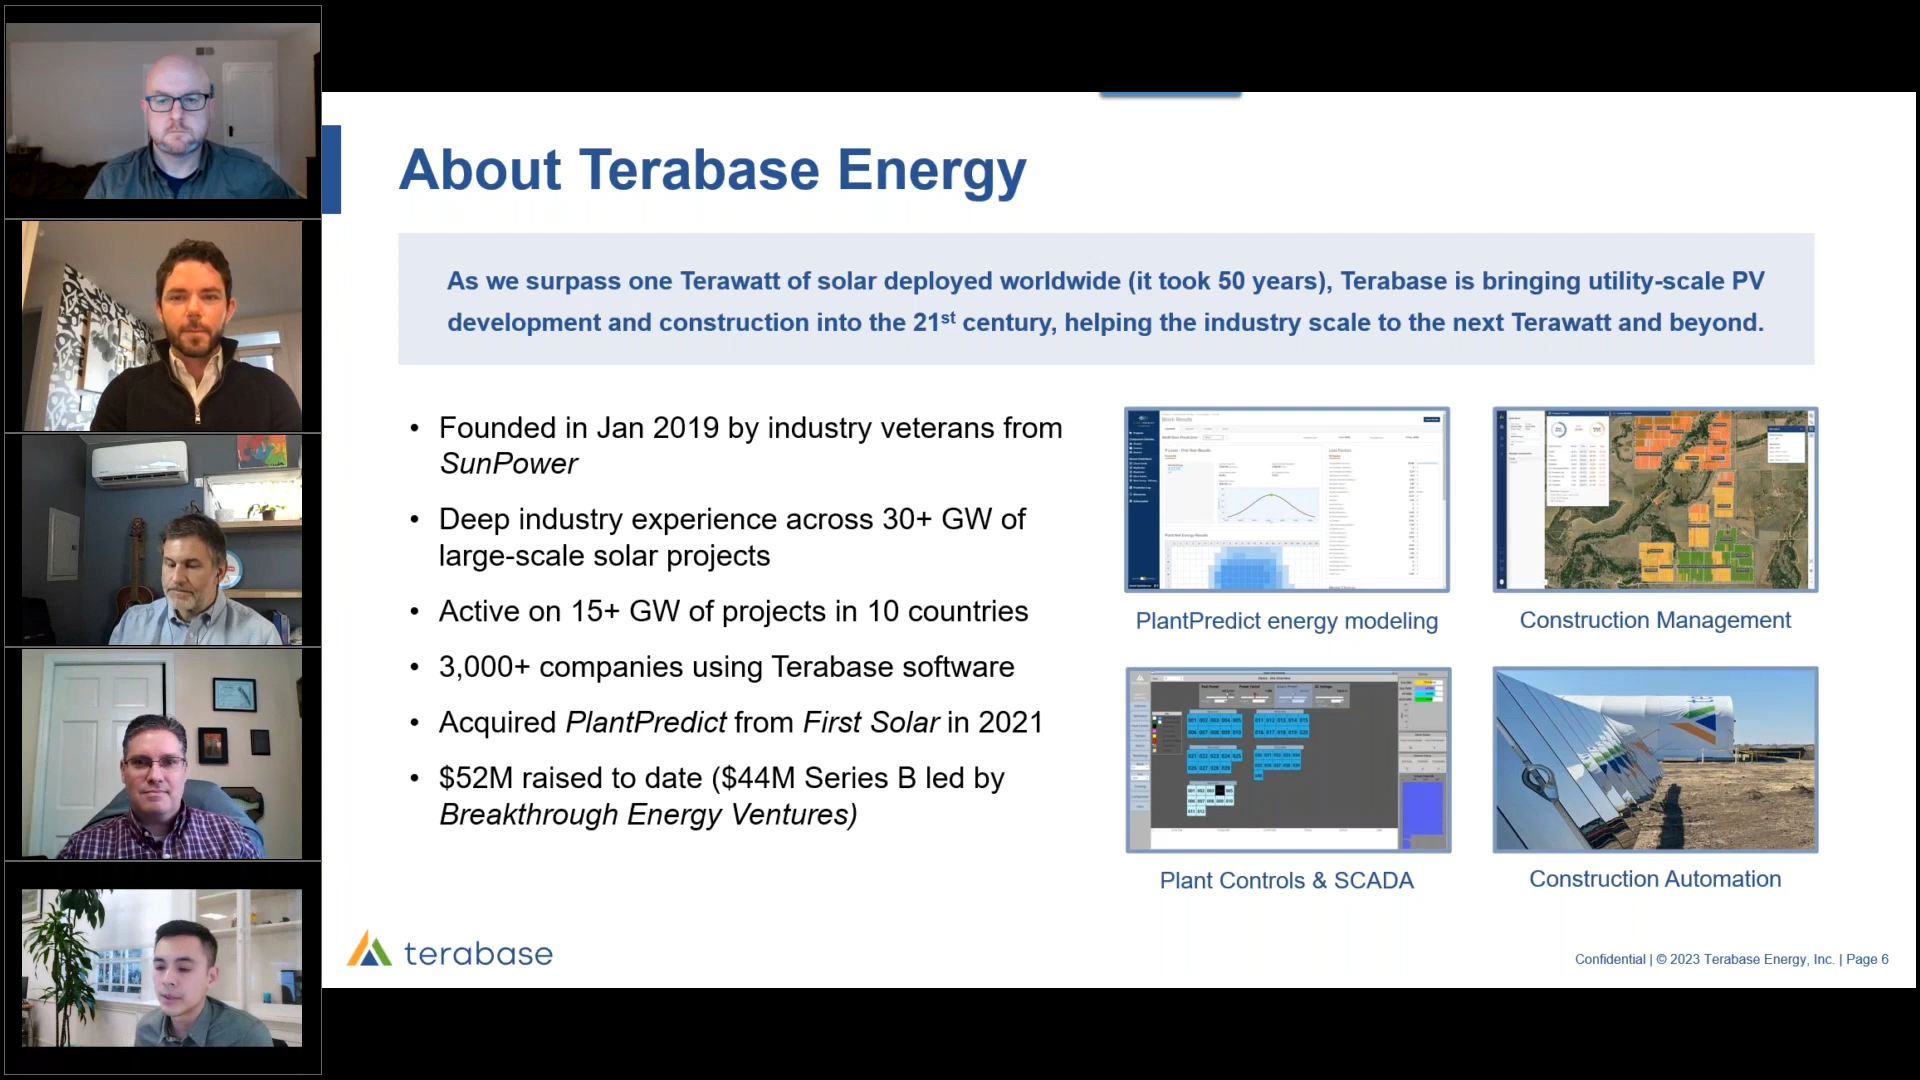 About Terabase Energy
As we surpass one Terawatt of solar deployed worldwide (it took 50 years), Terabase is bringing utility-scale PV
development and construction into the 21st century, helping the industry scale to the next Terawatt and beyond.
• Founded in Jan 2019 by industry veterans from
SunPower
• Deep industry experience across 30+ GW of
large-scale solar projects
• Active on 15+ GW of projects in 10 countries
• 3,000+ companies using Terabase software
• Acquired PlantPredict from First Solar in 2021
• $52M raised to date ($44M Series B led by
Breakthrough Energy Ventures)
PlantPredict energy modeling
Construction Management
Plant Controls & SCADA
Construction Automation
terabase
Confidential | © 2023 Terabase Energy, Inc. | Page 6